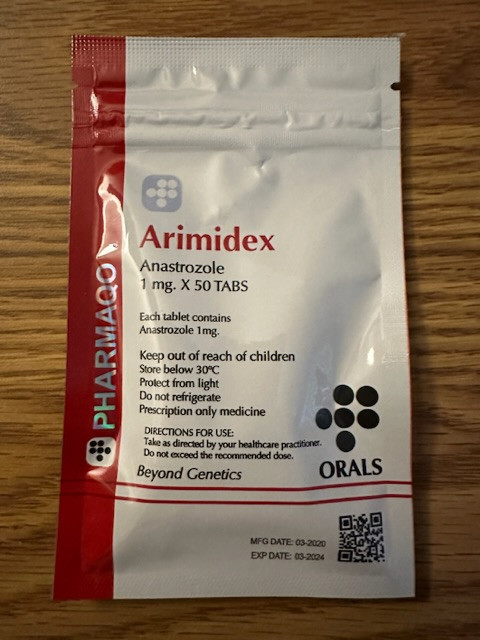 PHARMAQO
Arimidex
Anastrozole
1 mg. X 50 TABS
Each tablet contains
Anastrozole 1mg.
Keep out of reach of children
Store below 30ºC
Protect from light
Do not refrigerate
Prescription only medicine
DIRECTIONS FOR USE:
Take as directed by your healthcare practitioner.
Do not exceed the recommended dose.
Beyond Genetics
ORALS
MFG DATE: 03-2020
EXP DATE: 03-2024